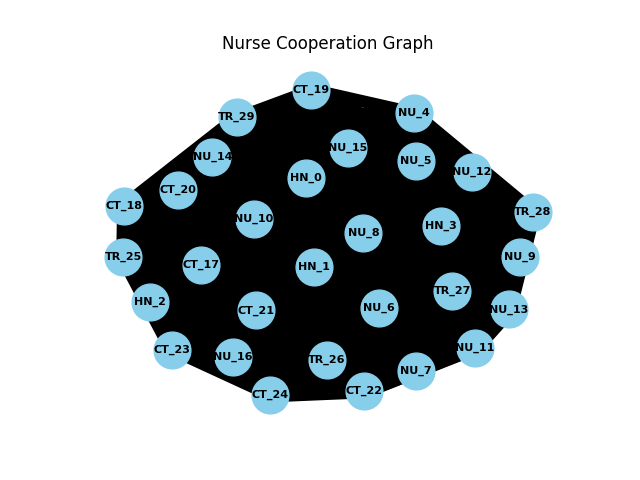 Nurse Cooperation Graph
CT_19
NU_4
TR_29
NU_15
NU_14
NU_5
NU_12
HN_0
CT_20
CT_18
TR_28
NU_10
HN_3
NU_8
TR_25
NU_9
CT_17
HN_1
TR_27
HN_2
NU_6
NU_13
CT_21
CT_23
NU_11
NU_16
TR_26
NU_7
CT_22
CT_24